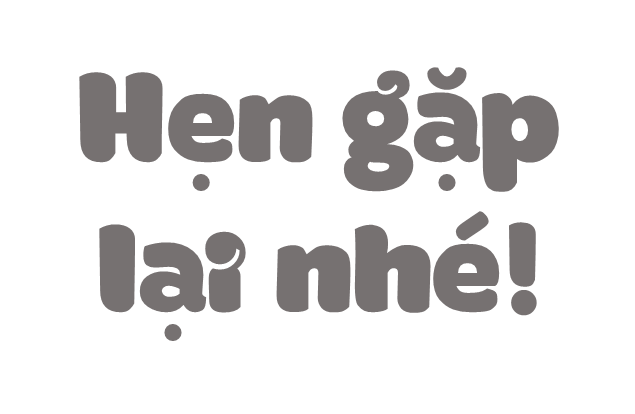 Hẹn gặp
lại nhé!